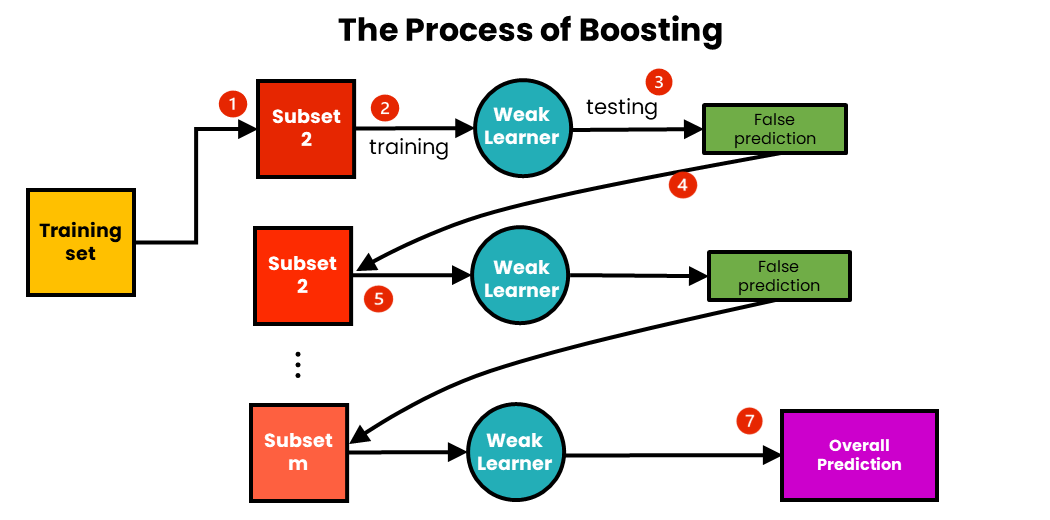 The Process of Boosting
1
Subset
2
2
training
Weak
Learner
3
testing
False
prediction
4
Training
set
Subset
2
5
Weak
Learner
False
prediction
Subset
m
Weak
Learner
7
Overall
Prediction